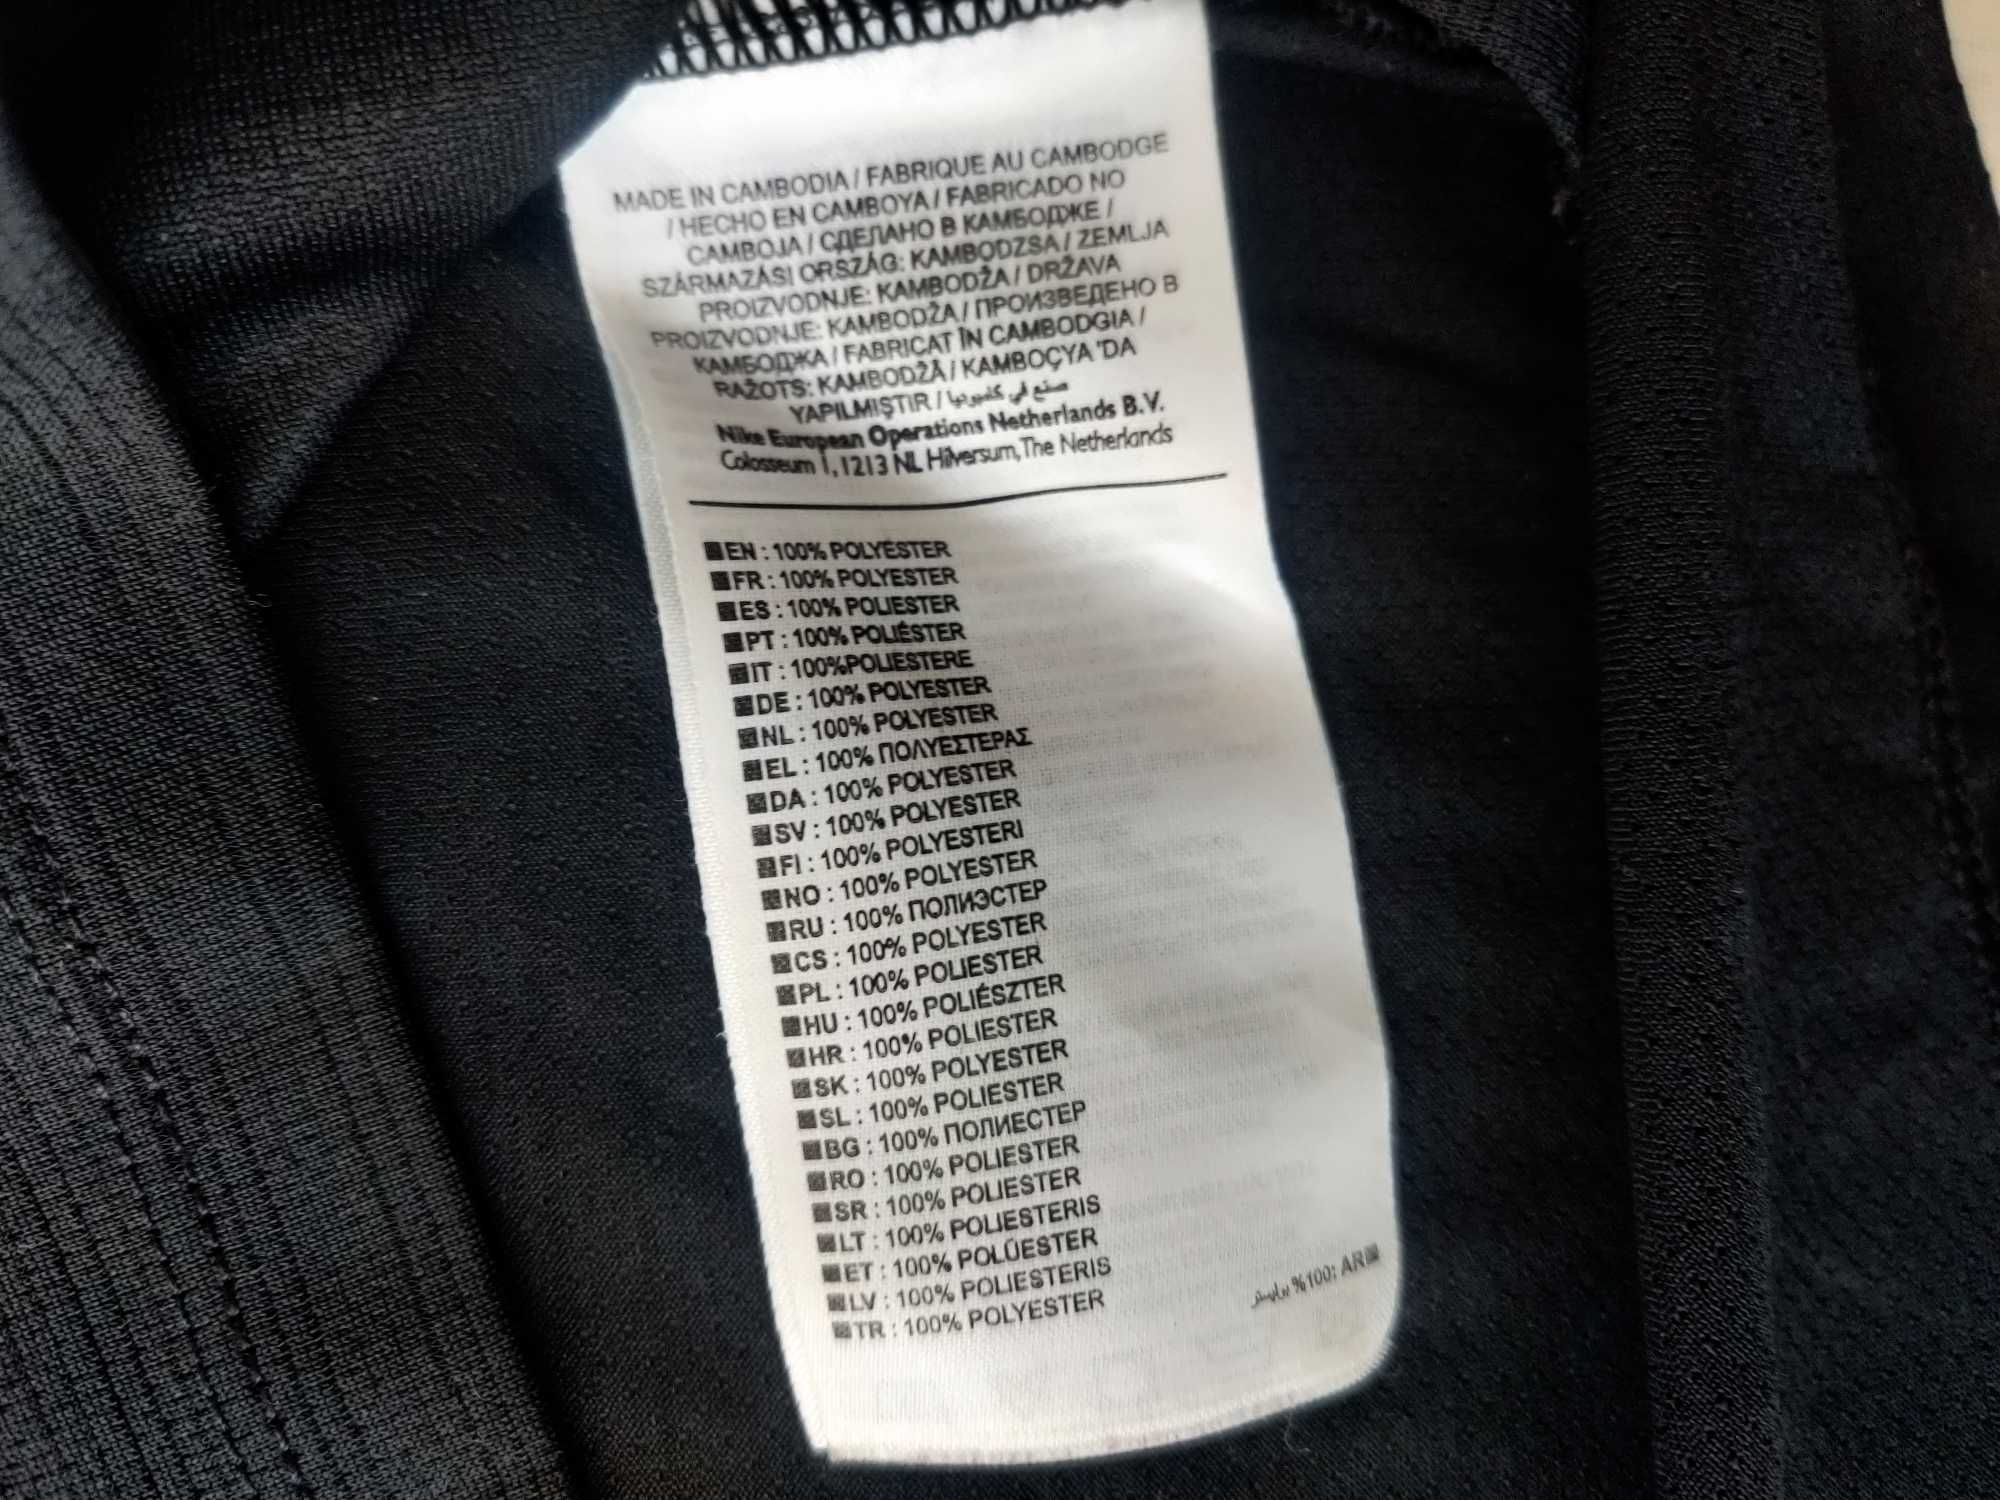 MADE IN CAMBODIA / FABRIQUE AU CAMBODGE
/ HECHO EN CAMBOYA / FABRICADO NO
CAMBOJA / СДЕЛАНО В КАМБОДЖЕ /
SZÁRMAZÁSI ORSZÁG: KAMBODZSA / ZEMLJA
PROIZVODNJE: KAMBODŽA / DRŽAVA
PROIZVODNJE: KAMBODŽA / ПРОИЗВЕДЕНО В
КАМБОДЖА / FABRICAT ÎN CAMBODGIA /
RAŽOTS: KAMBODŽĀ / KAMBOÇYA 'DA
YAPILMIŞTIR / صنع في كمبوديا
Nike European Operations Netherlands B.V.
Colosseum 1, 1213 NL Hilversum, The Netherlands
EN : 100% POLYESTER
FR : 100% POLYESTER
ES : 100% POLIESTER
PT : 100% POLIÉSTER
IT : 100%POLIESTERE
DE : 100% POLYESTER
NL : 100% POLYESTER
EL : 100% ΠΟΛΥΕΣΤΕΡΑΣ
DA : 100% POLYESTER
SV : 100% POLYESTER
FI : 100% POLYESTERI
NO : 100% POLYESTER
RU : 100% ПОЛИЭСТЕР
CS : 100% POLYESTER
PL : 100% POLIESTER
HU : 100% POLIÉSZTER
HR : 100% POLIESTER
SK : 100% POLYESTER
SL : 100% POLIESTER
BG : 100% ПОЛИЕСТЕР
RO : 100% POLIESTER
SR : 100% POLIESTER
LT : 100% POLIESTERIS
ET : 100% POLÜESTER
LV : 100% POLIESTERIS
TR : 100% POLYESTER
AR :100% بوليستر